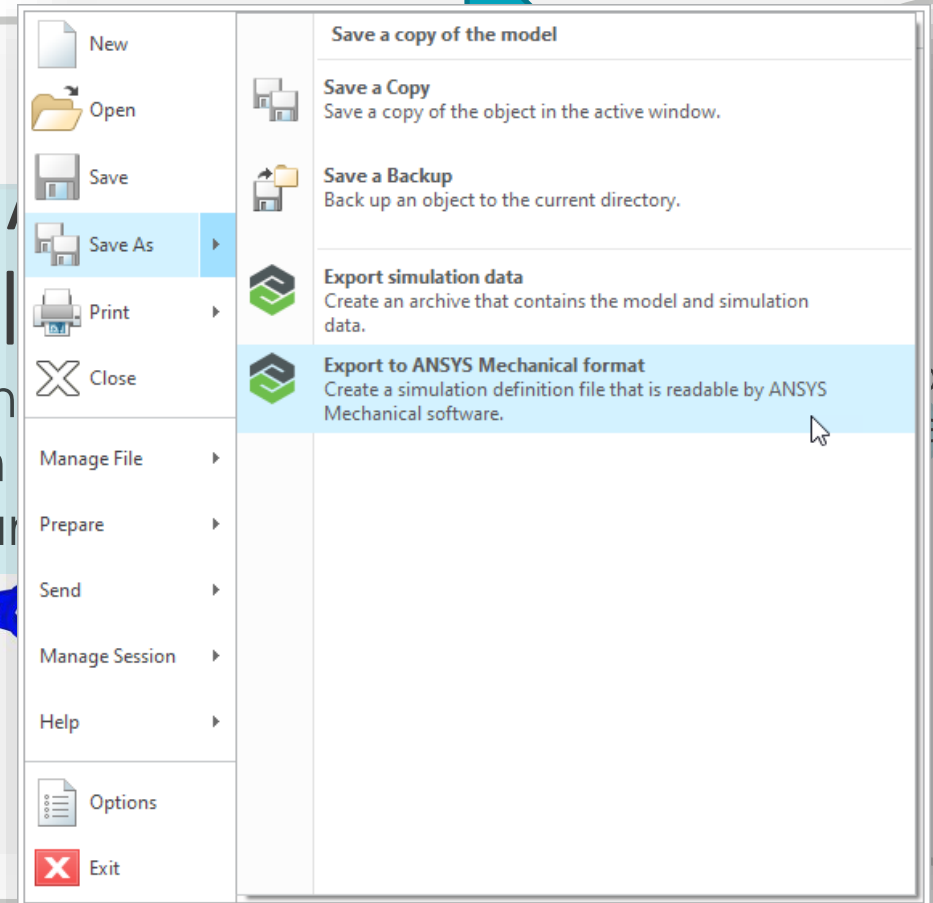 New
Open
Save
Save As
Print
Close
Manage File
Prepare
Send
Manage Session
Help
Options
Exit
Save a copy of the model
Save a Copy
Save a copy of the object in the active window.
Save a Backup
Back up an object to the current directory.
Export simulation data
Create an archive that contains the model and simulation
data.
Export to ANSYS Mechanical format
Create a simulation definition file that is readable by ANSYS
Mechanical software.